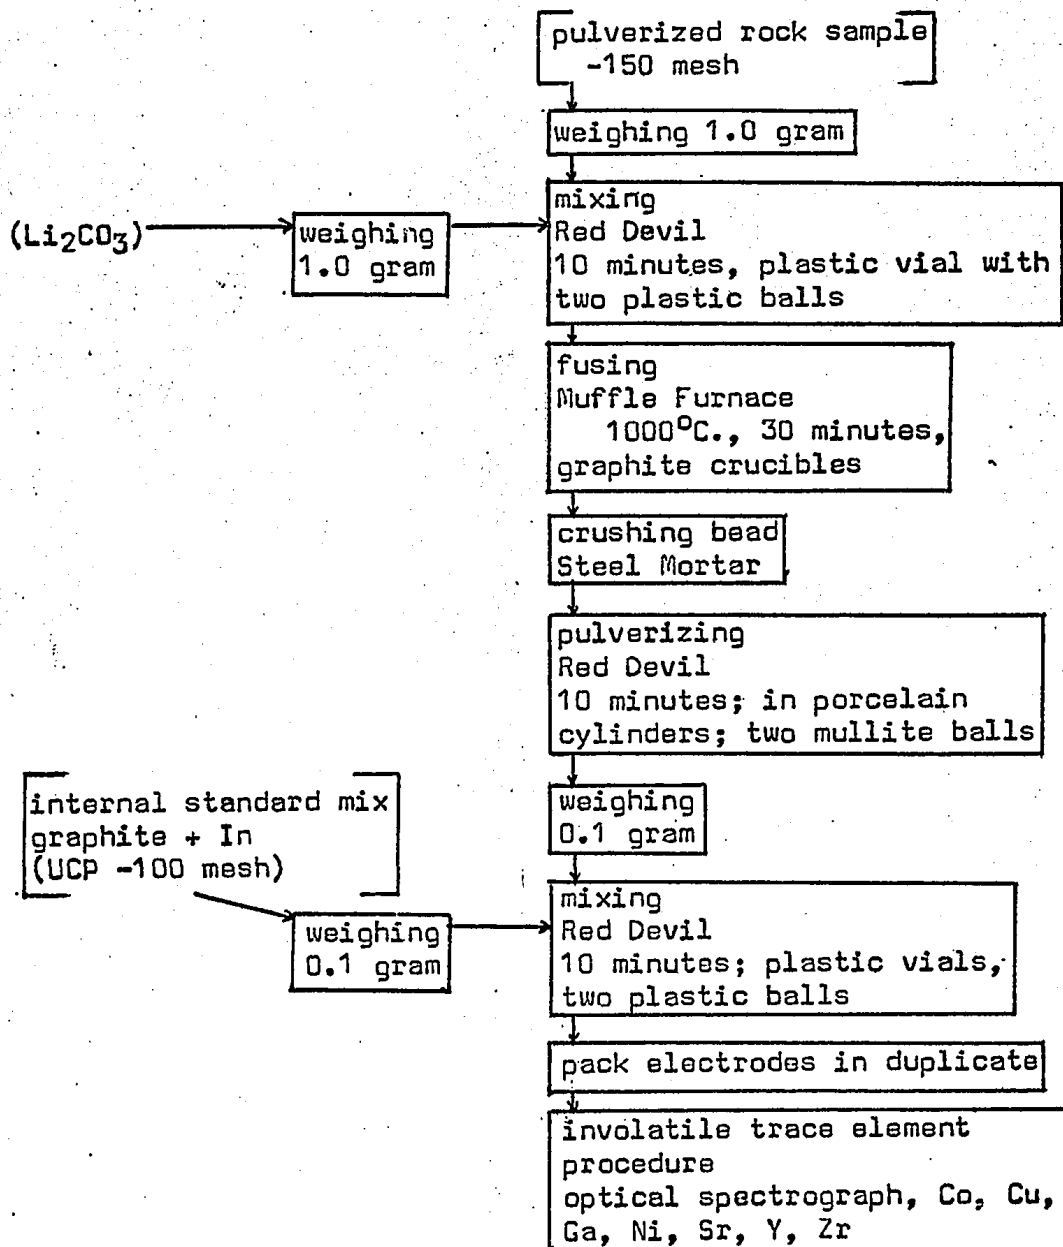 pulverized rock sample
-150 mesh
weighing 1.0 gram
(Li2CO3)
weighing
1.0 gram
mixing
Red Devil
10 minutes, plastic vial with
two plastic balls
fusing
Muffle Furnace
1000°C., 30 minutes,
graphite crucibles
crushing bead
Steel Mortar
pulverizing
Red Devil
10 minutes; in porcelain
cylinders; two mullite balls
weighing
0.1 gram
internal standard mix
graphite + In
(UCP -100 mesh)
weighing
0.1 gram
mixing
Red Devil
10 minutes; plastic vials,
two plastic balls
pack electrodes in duplicate
involatile trace element
procedure
optical spectrograph, Co, Cu,
Ga, Ni, Sr, Y, Zr